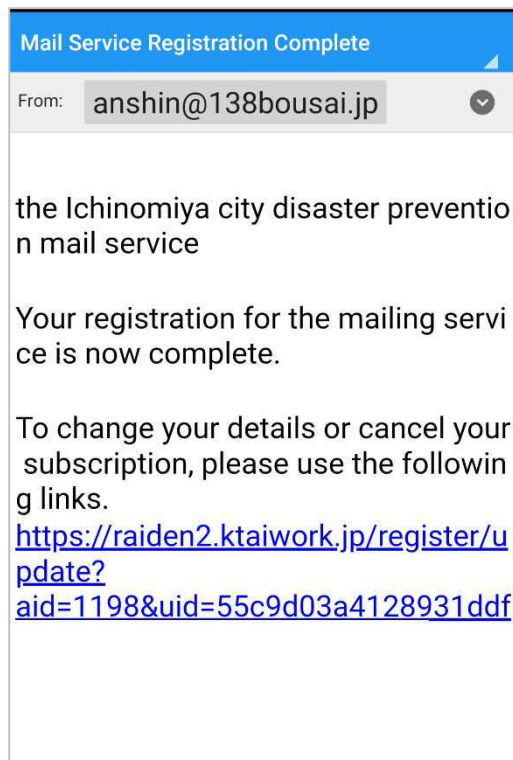 Mail Service Registration Complete
From: anshin@138bousai.jp
the Ichinomiya city disaster preventio
n mail service
Your registration for the mailing servi
ce is now complete.
To change your details or cancel your
subscription, please use the followin
g links.
https://raiden2.ktaiwork.jp/register/u
pdate?
aid=1198&uid=55c9d03a4128931ddf